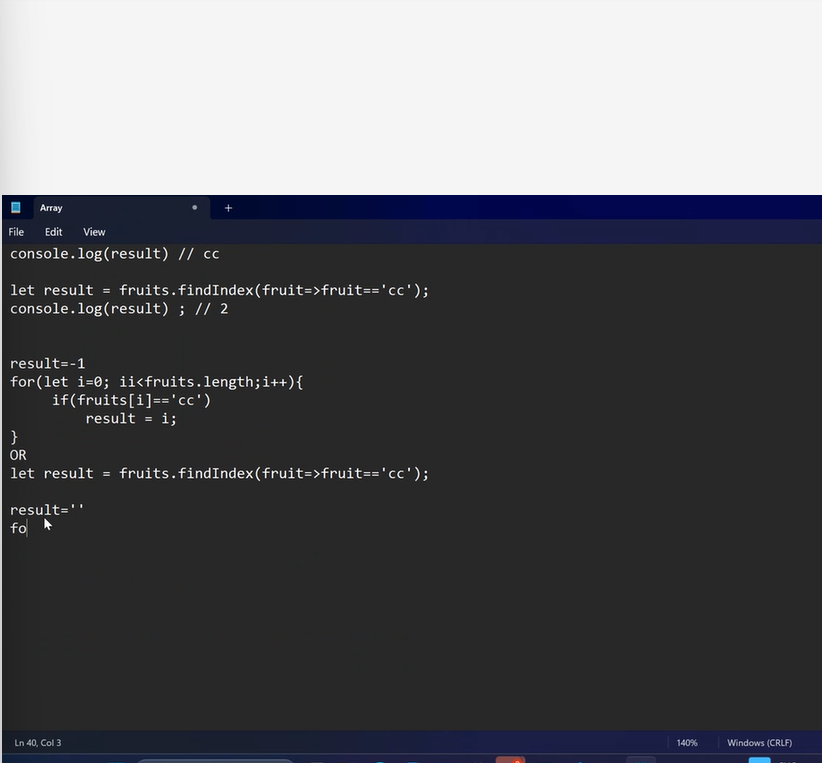 Array
File Edit View
console.log(result) // cc
let result = fruits.findIndex(fruit=>fruit=='cc');
console.log(result) ; // 2
result=-1
for(let i=0; ii<fruits.length;i++){
if(fruits[i]=='cc')
result = i;
}
OR
let result = fruits.findIndex(fruit=>fruit=='cc');
result=''
fo
Ln 40, Col 3 140% Windows (CRLF)